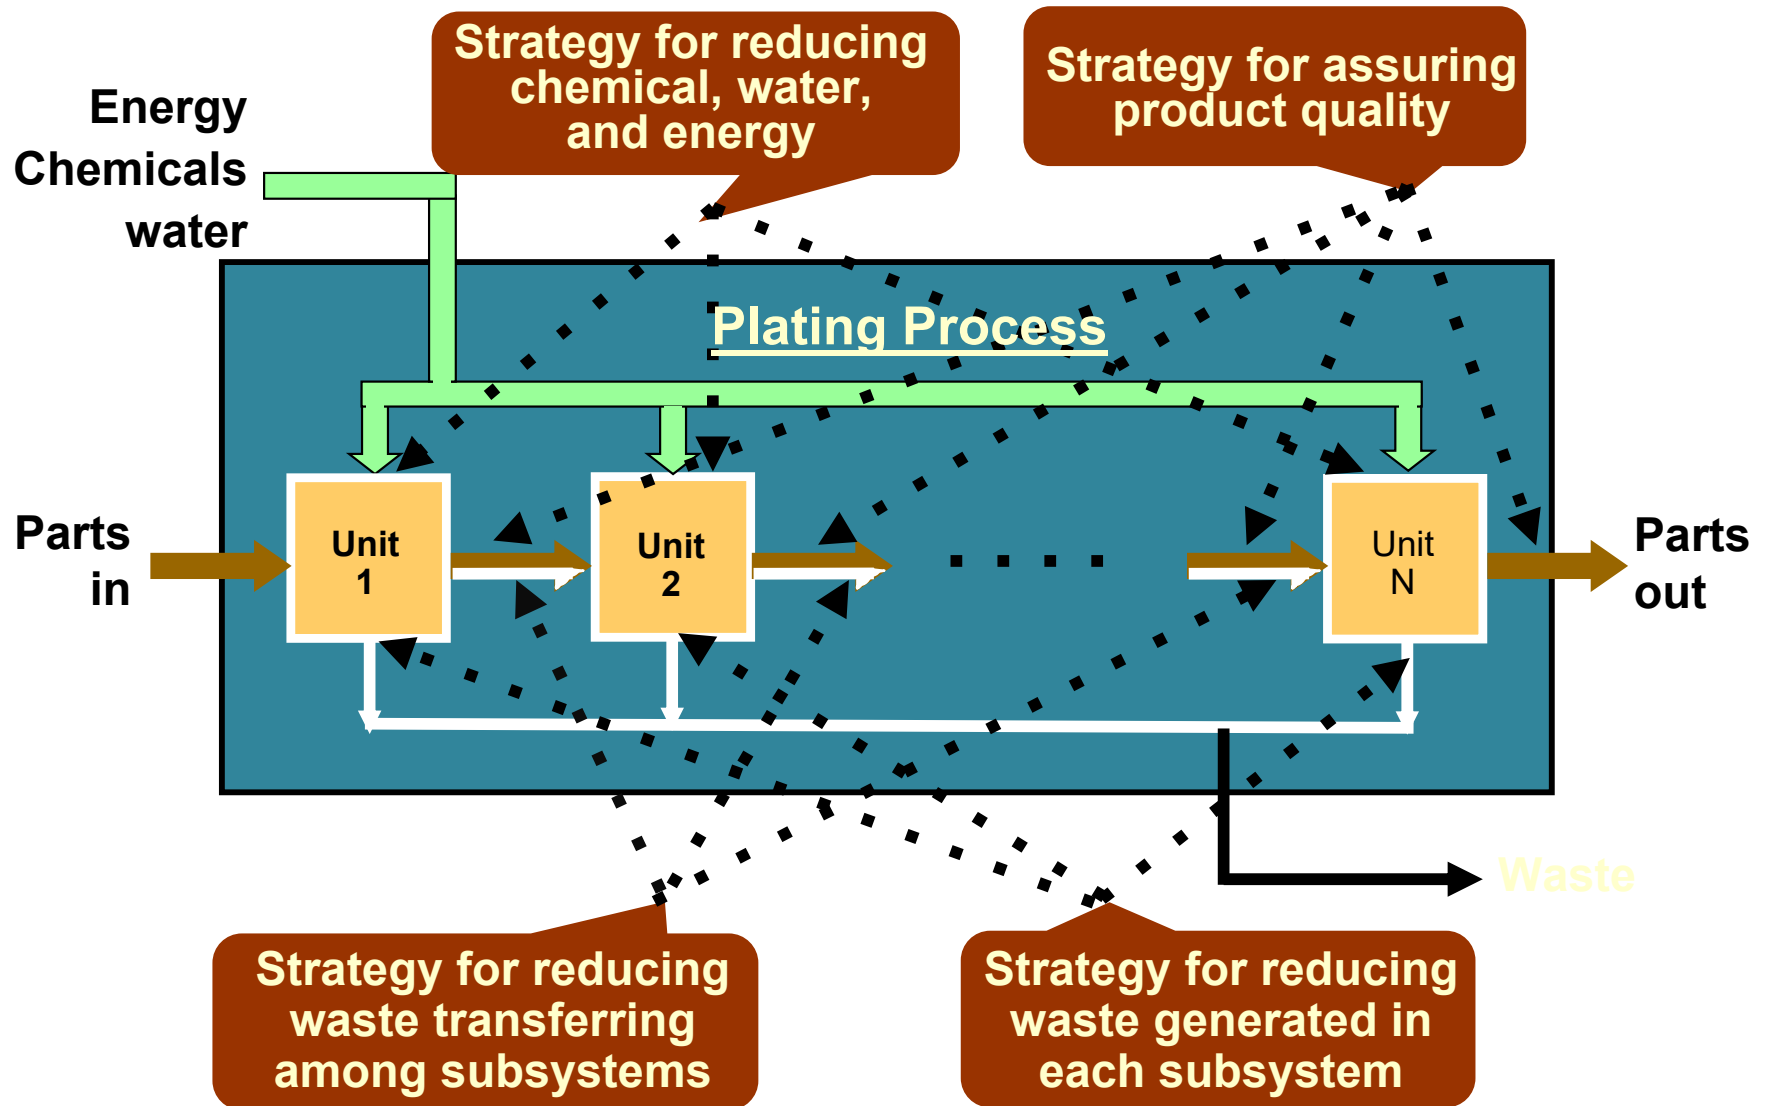 Strategy for reducing
chemical, water,
and energy
Strategy for assuring
product quality
Energy
Chemicals
water
Plating Process
Parts
in
Unit
1
Unit
2
Unit
N
Parts
out
Waste
Strategy for reducing
waste transferring
among subsystems
Strategy for reducing
waste generated in
each subsystem